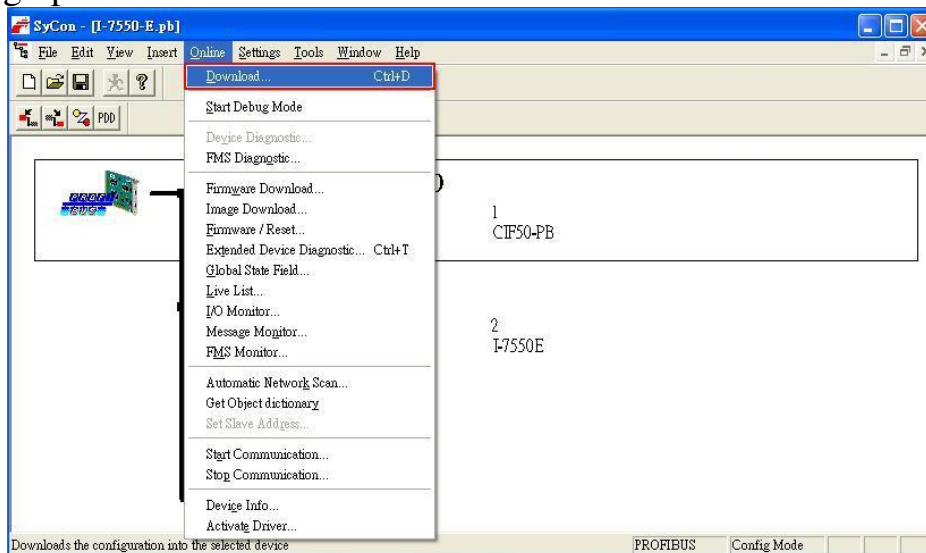 SyCon - [I-7550-E.pb]
File Edit View Insert Online Settings Tools Window Help
PDD
Download... Ctrl+D
Start Debug Mode
Device Diagnostic...
FMS Diagnostic...
Firmware Download...
Image Download...
Firmware / Reset...
Extended Device Diagnostic... Ctrl+T
Global State Field...
Live List...
I/O Monitor...
Message Monitor...
FMS Monitor...
Automatic Network Scan...
Get Object dictionary
Set Slave Address...
Start Communication...
Stop Communication...
Device Info...
Activate Driver...
1
CIF50-PB
2
I-7550E
Downloads the configuration into the selected device PROFIBUS Config Mode